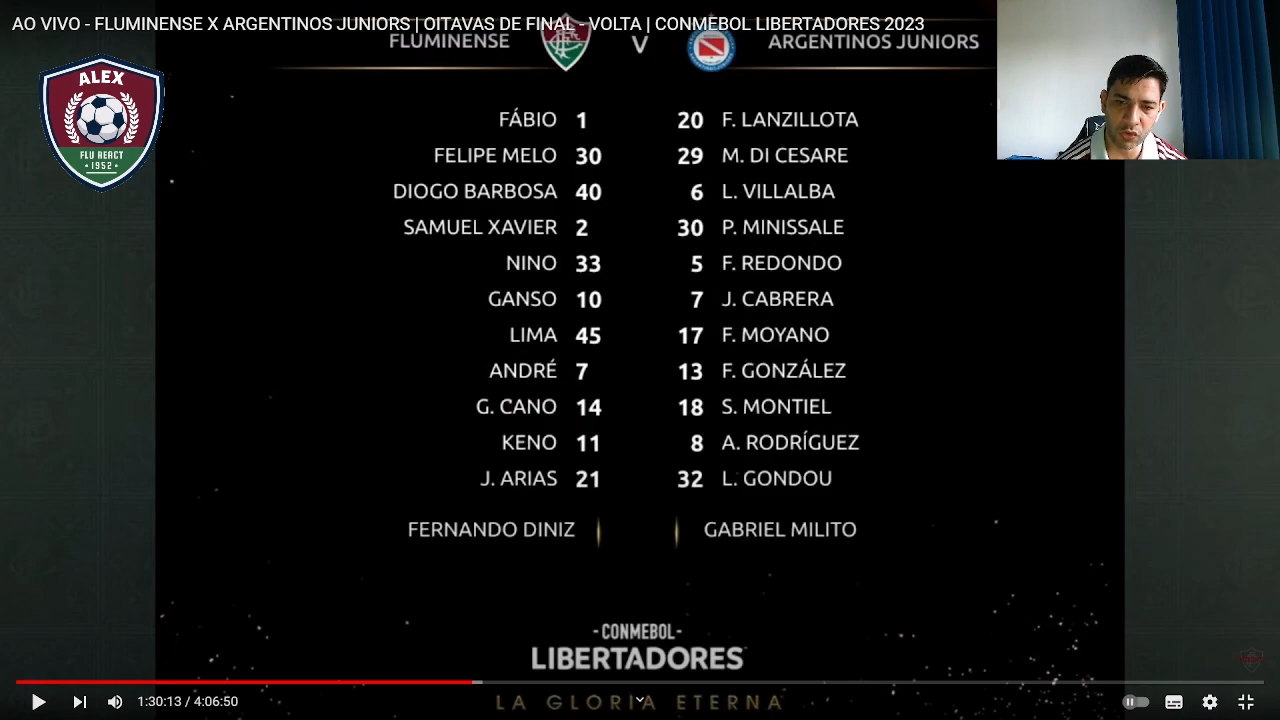 AO VIVO - FLUMINENSE X ARGENTINOS JUNIORS | OITAVAS DE FINAL - VOLTA | CONMEBOL LIBERTADORES 2023
FLUMINENSE V ARGENTINOS JUNIORS
ALEX
FLU REACT
• 1952 •
FÁBIO 1 20 F. LANZILLOTA
FELIPE MELO 30 29 M. DI CESARE
DIOGO BARBOSA 40 6 L. VILLALBA
SAMUEL XAVIER 2 30 P. MINISSALE
NINO 33 5 F. REDONDO
GANSO 10 7 J. CABRERA
LIMA 45 17 F. MOYANO
ANDRÉ 7 13 F. GONZÁLEZ
G. CANO 14 18 S. MONTIEL
KENO 11 8 A. RODRÍGUEZ
J. ARIAS 21 32 L. GONDOU
FERNANDO DINIZ GABRIEL MILITO
- CONMEBOL -
LIBERTADORES
LA GLORIA ETERNA
1:30:13 / 4:06:50